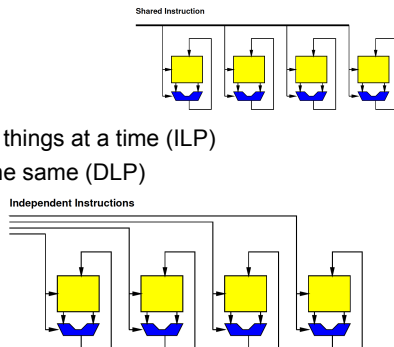 Shared Instruction
things at a time (ILP)
he same (DLP)
Independent Instructions